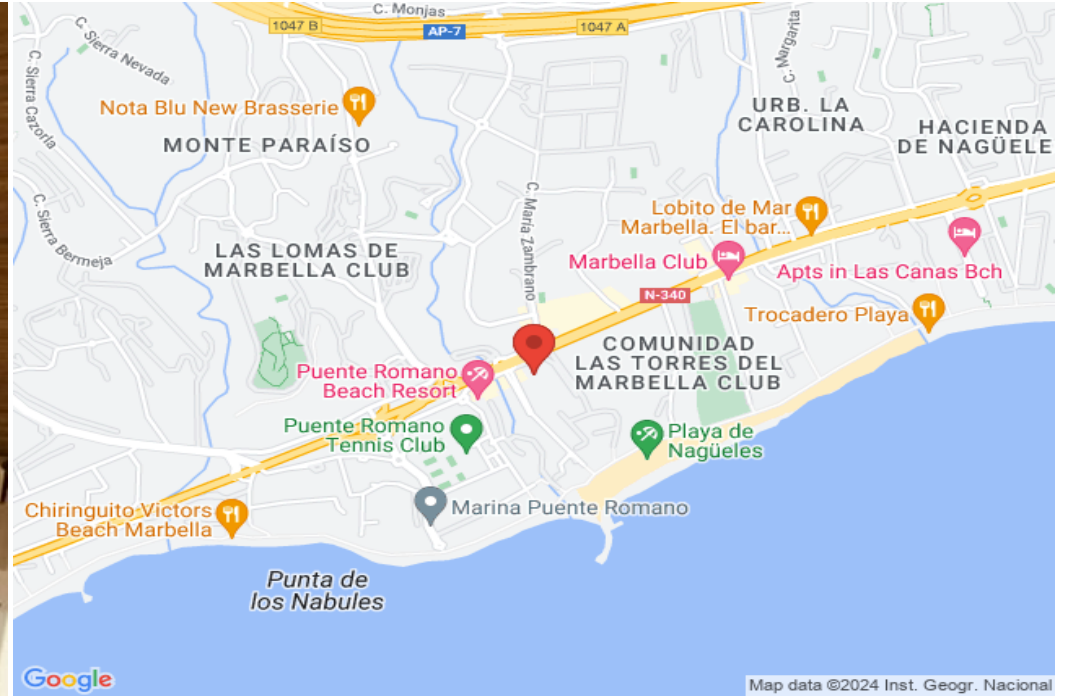 C. Monjas
1047 B
AP-7
1047 A
C. Sierra Nevada
C. Sierra Cazorla
C. Margarita
Nota Blu New Brasserie
MONTE PARAÍSO
URB. LA
CAROLINA
HACIENDA
DE NAGÜELE
C. María Zambrano
C. Sierra Bermeja
Lobito de Mar
Marbella. El bar...
LAS LOMAS DE
MARBELLA CLUB
Marbella Club
Apts in Las Canas Bch
N-340
Trocadero Playa
COMUNIDAD
LAS TORRES DEL
MARBELLA CLUB
Puente Romano
Beach Resort
Puente Romano
Tennis Club
Playa de
Nagüeles
Chiringuito Victors
Beach Marbella
Marina Puente Romano
Punta de
los Nabules
Google
Map data ©2024 Inst. Geogr. Nacional